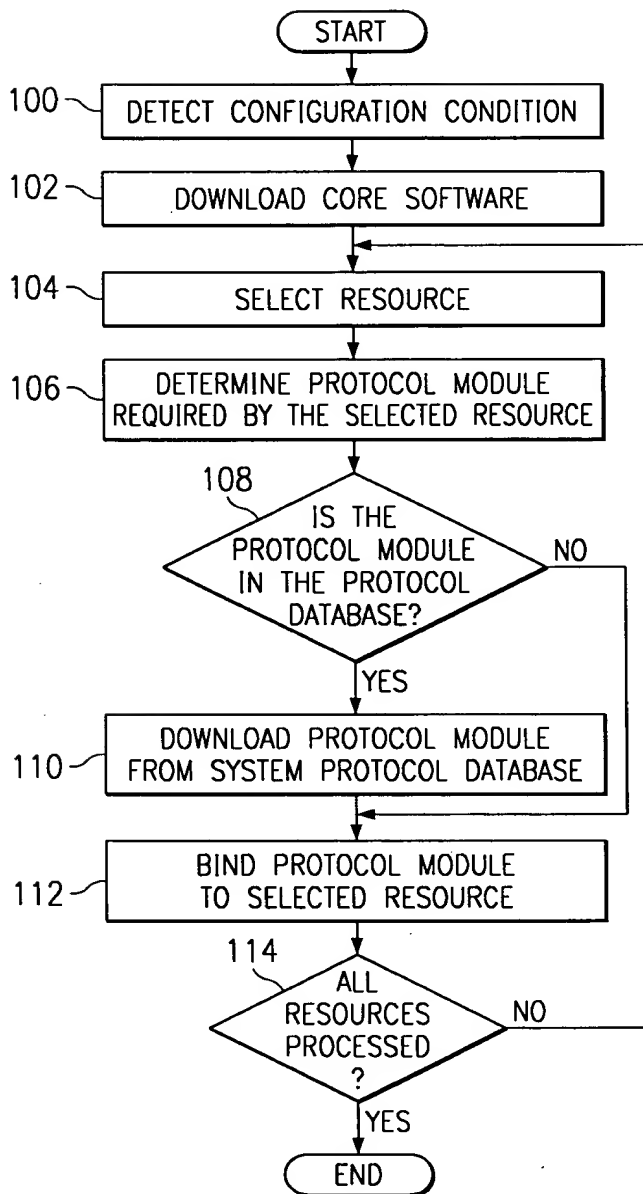 START
100
DETECT CONFIGURATION CONDITION
102
DOWNLOAD CORE SOFTWARE
104
SELECT RESOURCE
106
DETERMINE PROTOCOL MODULE
REQUIRED BY THE SELECTED RESOURCE
108
IS THE
PROTOCOL MODULE
IN THE PROTOCOL
DATABASE?
NO
YES
110
DOWNLOAD PROTOCOL MODULE
FROM SYSTEM PROTOCOL DATABASE
112
BIND PROTOCOL MODULE
TO SELECTED RESOURCE
114
ALL
RESOURCES
PROCESSED
?
NO
YES
END